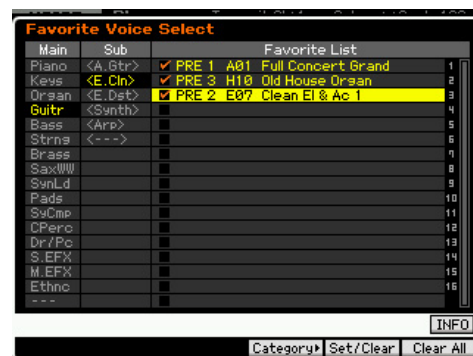 Favorite Voice Select
Main Sub Favorite List
Piano <A.Gtr> PRE 1 A01 Full Concert Grand 1
Keys <E.Cln> PRE 3 H10 Old House Organ 2
Organ <E.Dst> PRE 2 E07 Clean El & Ac 1 3
Guitr <Synth> 4
Bass <Arp> 5
Strng <---> 6
Brass 7
SaxWW 8
SynLd 9
Pads 10
SyCmp 11
CPerc 12
Dr/Pc 13
S.EFX 14
M.EFX 15
Ethnc 16
---
INFO
Category Set/Clear Clear All